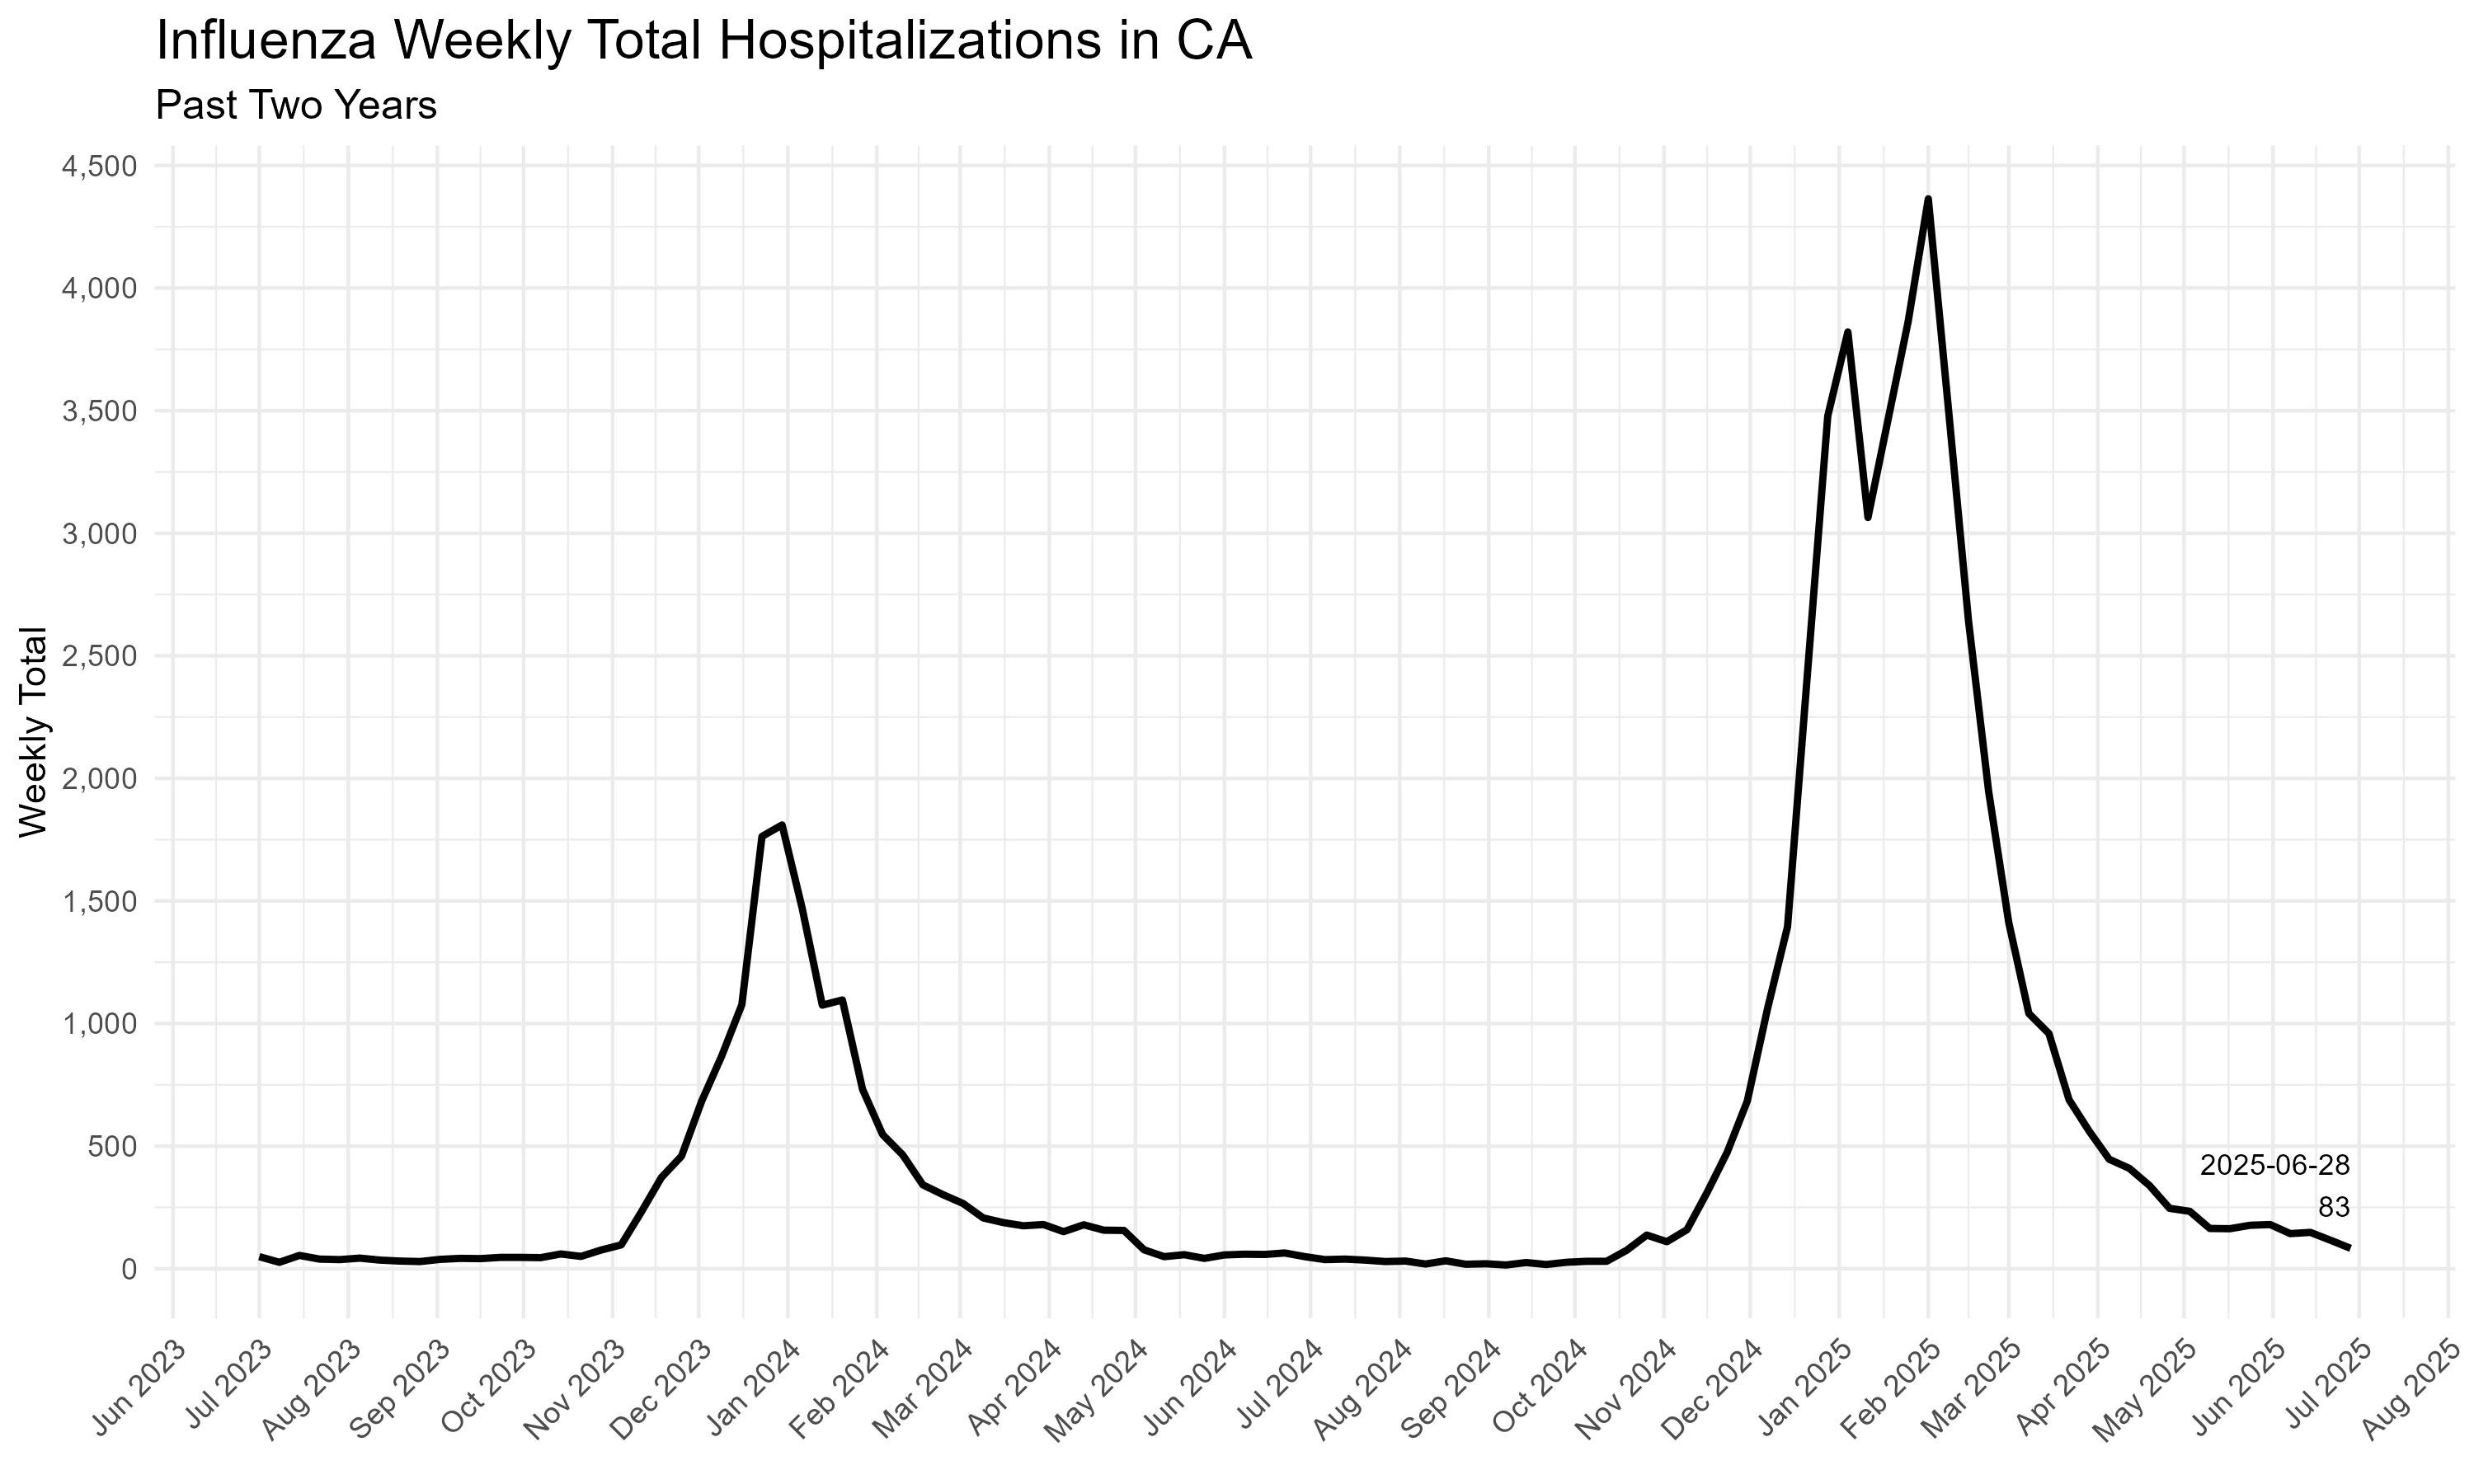 Influenza Weekly Total Hospitalizations in CA
Past Two Years
Weekly Total
4,500
4,000
3,500
3,000
2,500
2,000
1,500
1,000
500
0
2025-06-28
83
Jun 2023
Jul 2023
Aug 2023
Sep 2023
Oct 2023
Nov 2023
Dec 2023
Jan 2024
Feb 2024
Mar 2024
Apr 2024
May 2024
Jun 2024
Jul 2024
Aug 2024
Sep 2024
Oct 2024
Nov 2024
Dec 2024
Jan 2025
Feb 2025
Mar 2025
Apr 2025
May 2025
Jun 2025
Jul 2025
Aug 2025